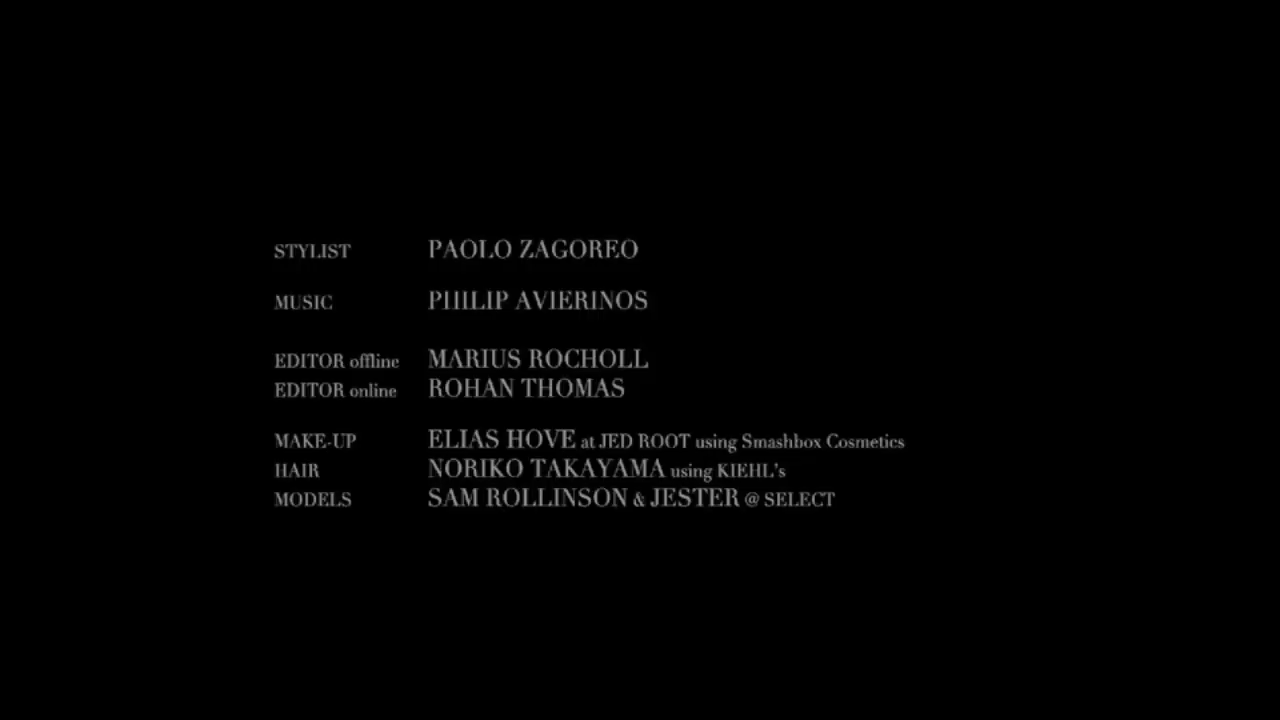 STYLIST PAOLO ZAGOREO
MUSIC PHILIP AVIERINOS
EDITOR offline MARIUS ROCHOLL
EDITOR online ROHAN THOMAS
MAKE-UP ELIAS HOVE at JED ROOT using Smashbox Cosmetics
HAIR NORIKO TAKAYAMA using KIEHL's
MODELS SAM ROLLINSON & JESTER @ SELECT